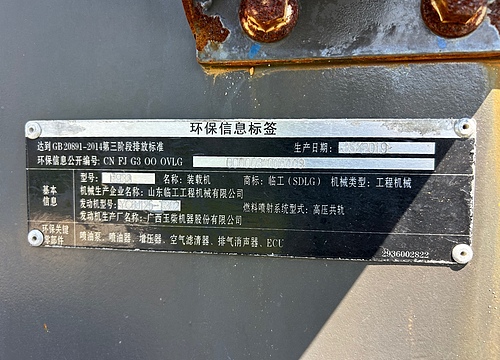 环保信息标签
达到GB 20891-2014第三阶段排放标准 生产日期:
环保信息公开编号: CN FJ G3 OO OVLG
基本信息 型号: 名称: 装载机 商标: 临工(SDLG) 机械类型: 工程机械
机械生产企业名称: 山东临工工程机械有限公司
发动机型号: 燃料喷射系统型式: 高压共轨
发动机生产厂名称: 广西玉柴机器股份有限公司
环保关键零部件 喷油泵、喷油器、增压器、空气滤清器、排气消声器、ECU
2936002822